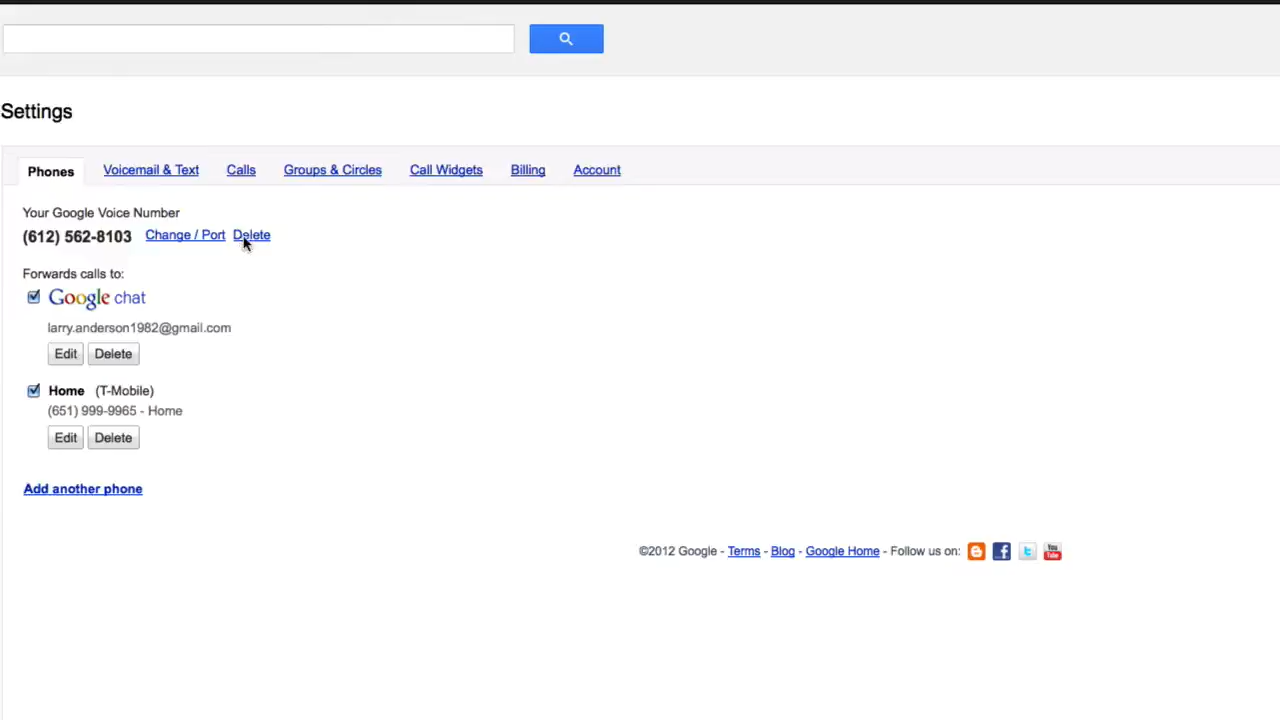 Settings
Phones Voicemail & Text Calls Groups & Circles Call Widgets Billing Account
Your Google Voice Number
(612) 562-8103 Change / Port Delete
Forwards calls to:
Google chat
larry.anderson1982@gmail.com
Edit Delete
Home (T-Mobile)
(651) 999-9965 - Home
Edit Delete
Add another phone
©2012 Google - Terms - Blog - Google Home - Follow us on: You Tube